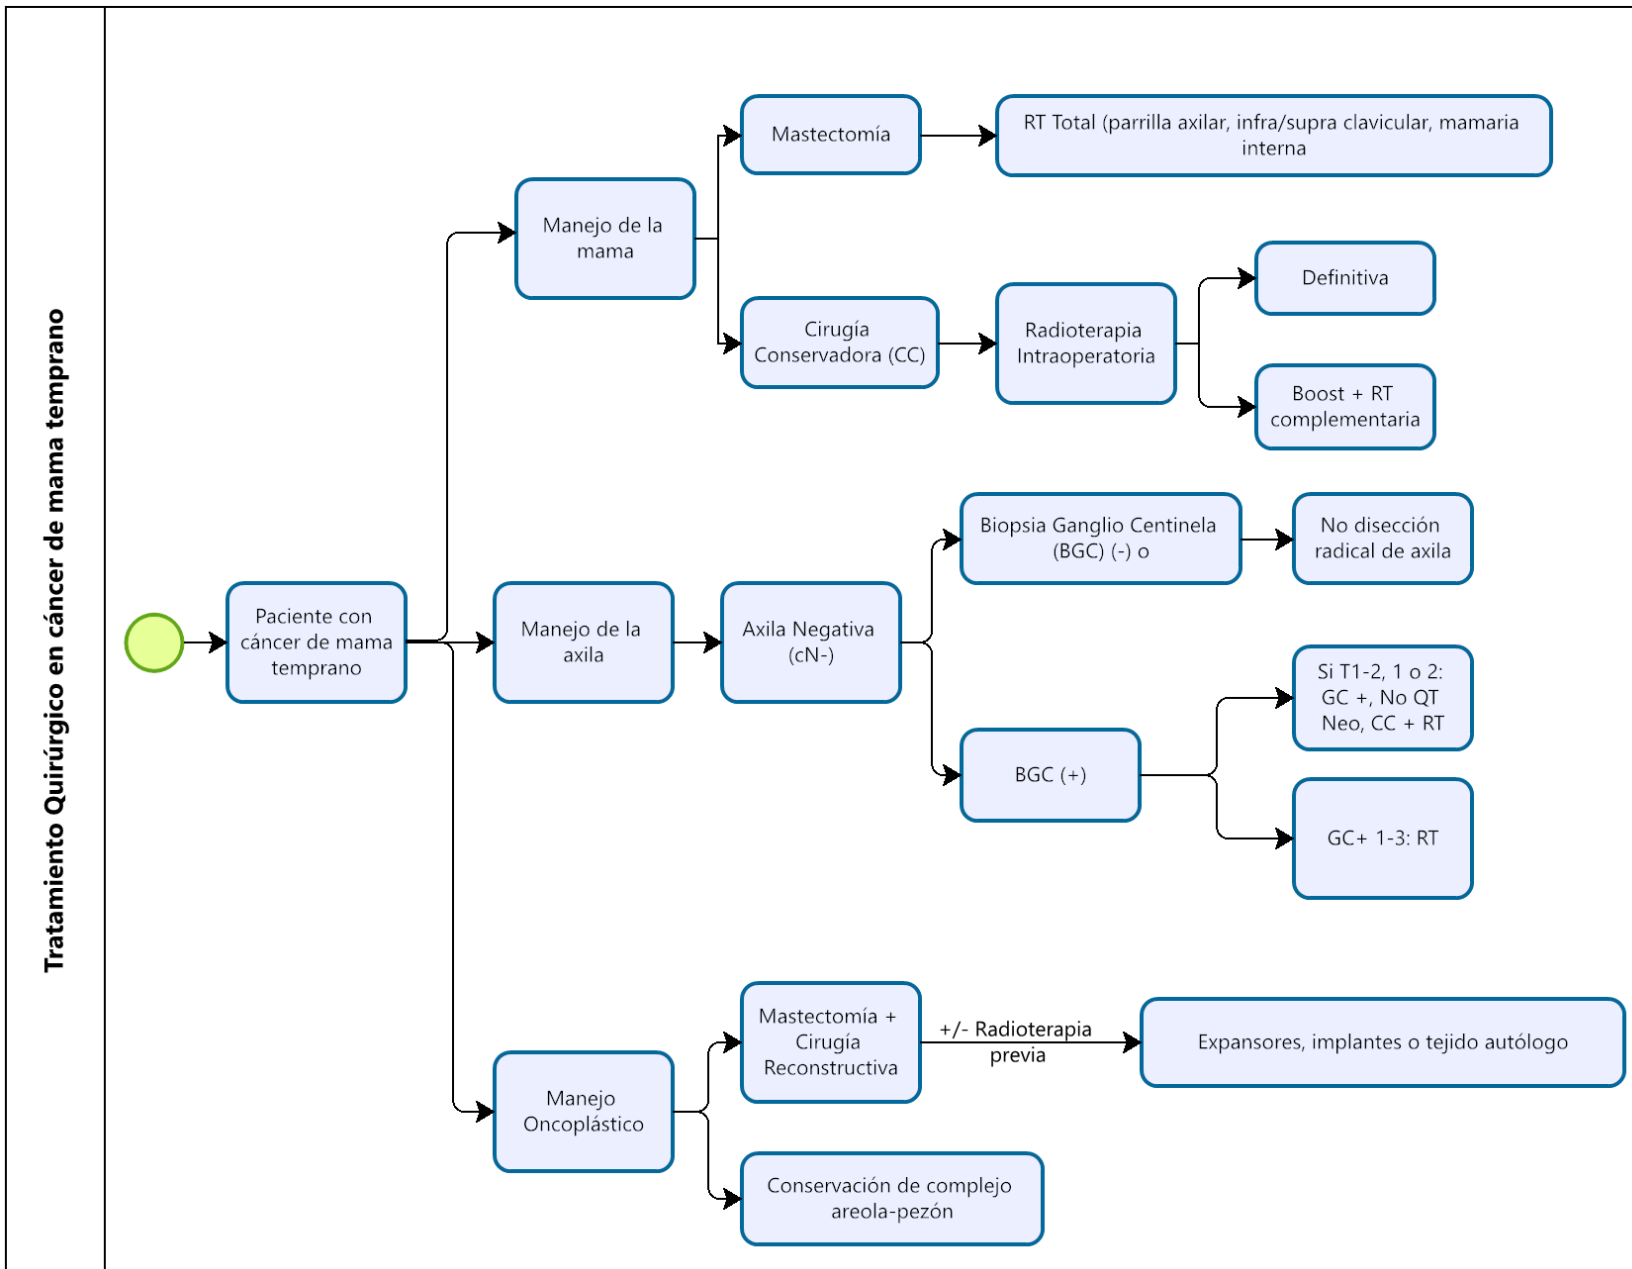 Tratamiento Quirúrgico en cáncer de mama temprano
Paciente con
cáncer de mama
temprano
Manejo de la
mama
Mastectomía
RT Total (parrilla axilar, infra/supra clavicular, mamaria
interna
Cirugía
Conservadora (CC)
Radioterapia
Intraoperatoria
Definitiva
Boost + RT
complementaria
Manejo de la
axila
Axila Negativa
(cN-)
Biopsia Ganglio Centinela
(BGC) (-) o
No disección
radical de axila
BGC (+)
Si T1-2, 1 o 2:
GC +, No QT
Neo, CC + RT
GC+ 1-3: RT
Manejo
Oncoplástico
Mastectomía +
Cirugía
Reconstructiva
+/- Radioterapia
previa
Expansores, implantes o tejido autólogo
Conservación de complejo
areola-pezón